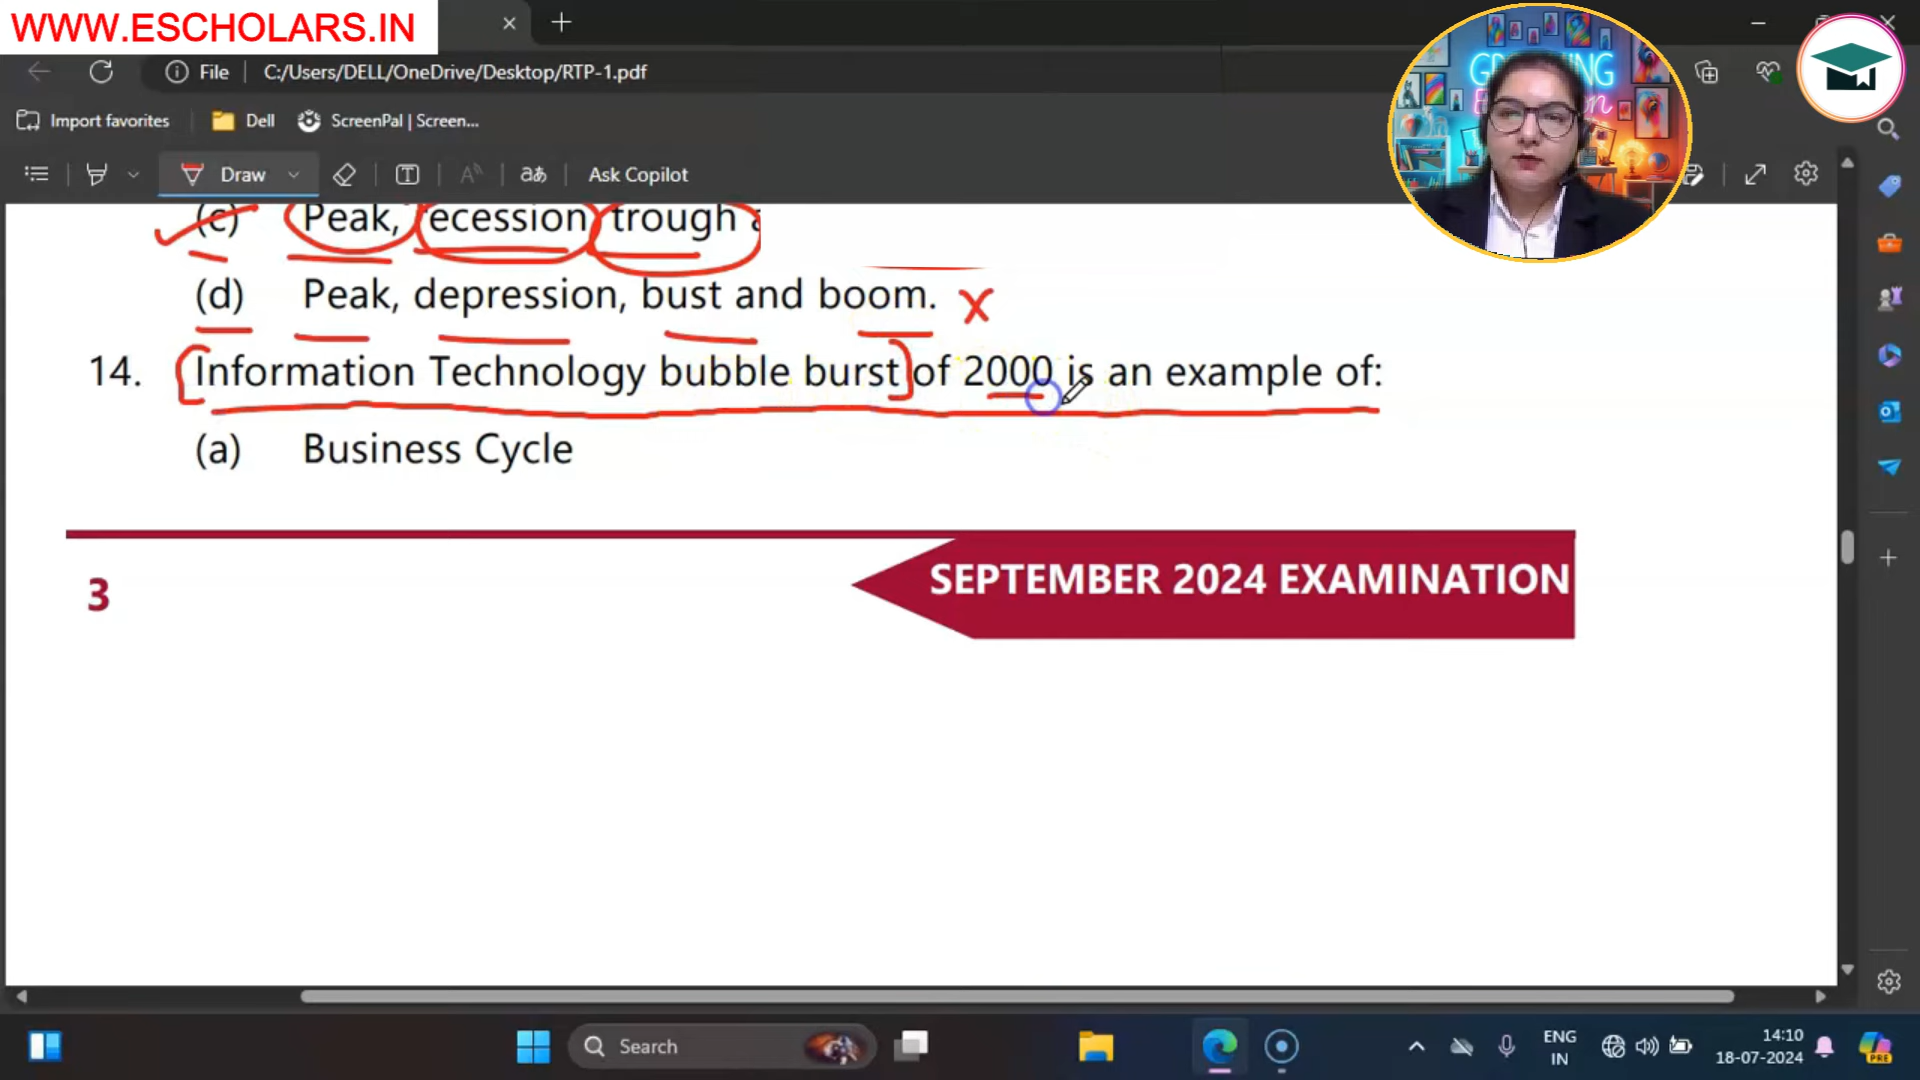 WWW.ESCHOLARS.IN
File
C:/Users/DELL/OneDrive/Desktop/RTP-1.pdf
Import favorites
Dell
ScreenPal | Screen...
Draw
Ask Copilot
(c) Peak, recession trough
(d) Peak, depression, bust and boom. X
14. [Information Technology bubble burst] of 2000 is an example of:
(a) Business Cycle
3
SEPTEMBER 2024 EXAMINATION
Search
ENG
IN
14:10
18-07-2024
PRE